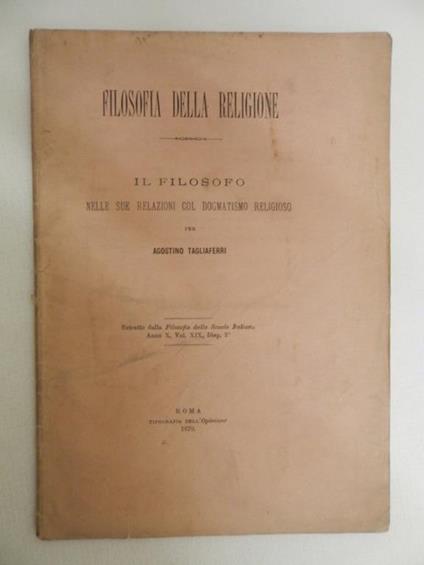 FILOSOFIA DELLA RELIGIONE
IL FILOSOFO
NELLE SUE RELAZIONI COL DOGMATISMO RELIGIOSO
PER
AGOSTINO TAGLIAFERRI
Estratto dalla Filosofia delle Scuole Italiane
Anno X, Vol. XIX, Disp. 2ª
ROMA
TIPOGRAFIA DELL'Opinione
1879.